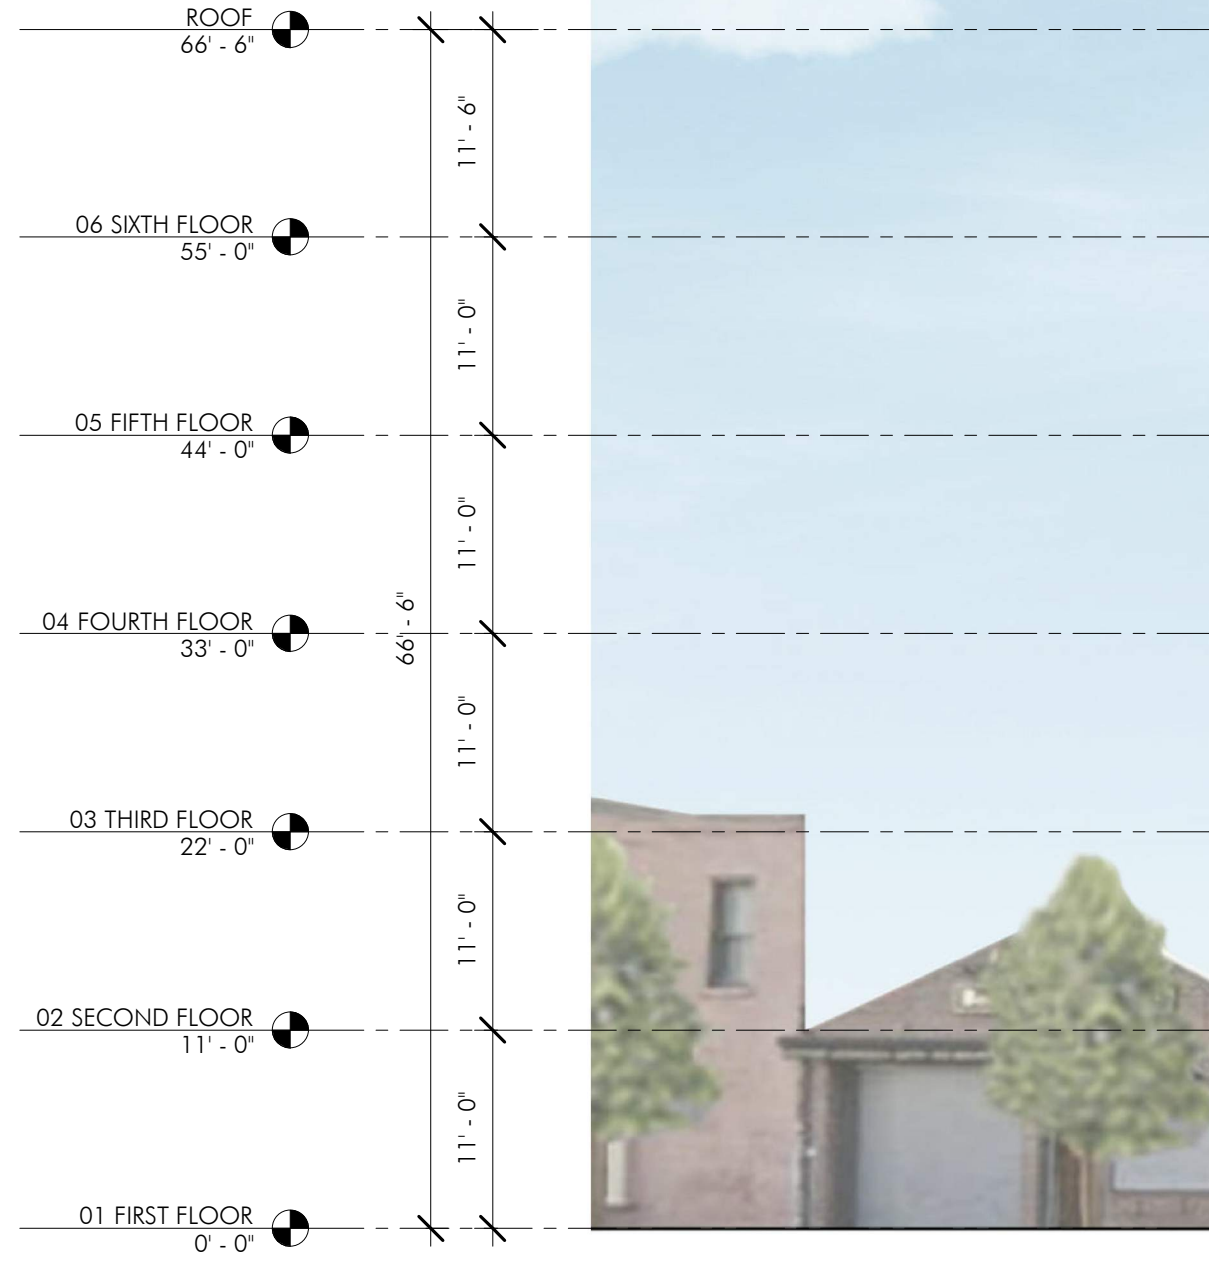 ROOF
66' - 6"
11' - 6"
06 SIXTH FLOOR
55' - 0"
11' - 0"
05 FIFTH FLOOR
44' - 0"
11' - 0"
66' - 6"
04 FOURTH FLOOR
33' - 0"
11' - 0"
03 THIRD FLOOR
22' - 0"
11' - 0"
02 SECOND FLOOR
11' - 0"
11' - 0"
01 FIRST FLOOR
0' - 0"